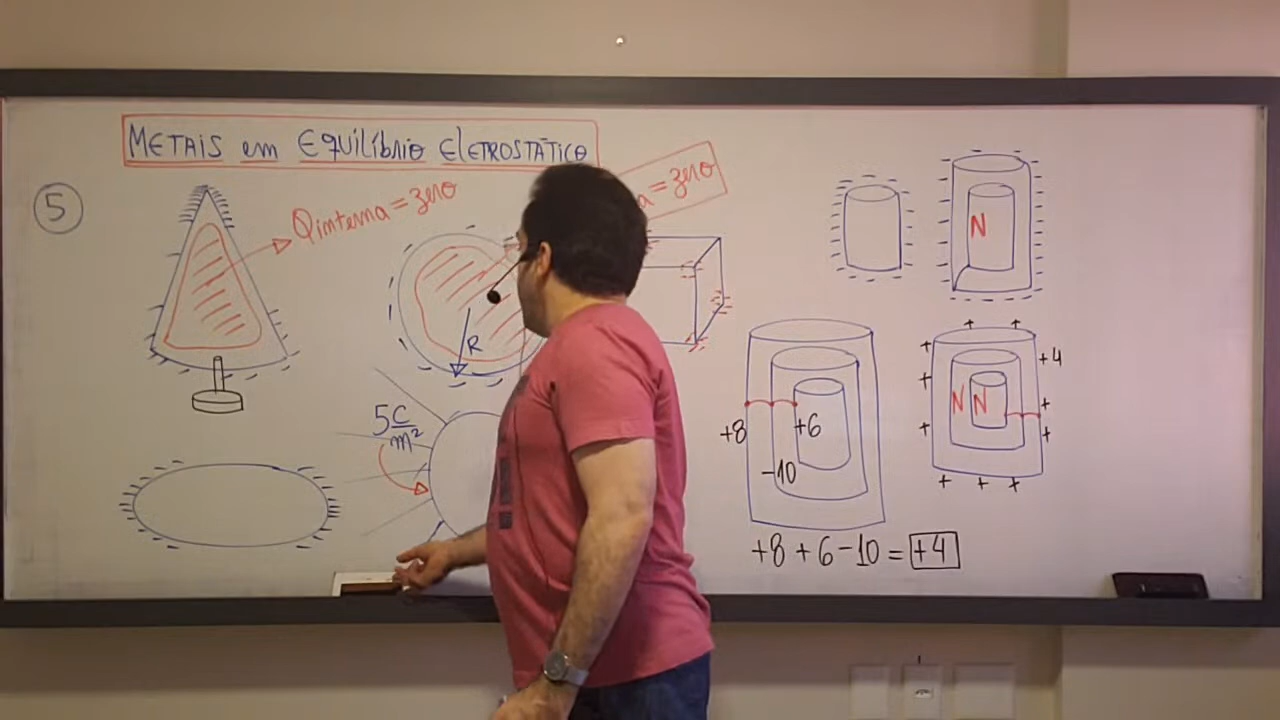 METAIS em Equilíbrio EletrostÁtico
5
Qinterna = zero
a = zero
R
5C/m²
N
+8
+6
-10
+ +
+
+4
+
+
+
+
+
N N
+ + +
+8 + 6 - 10 = +4